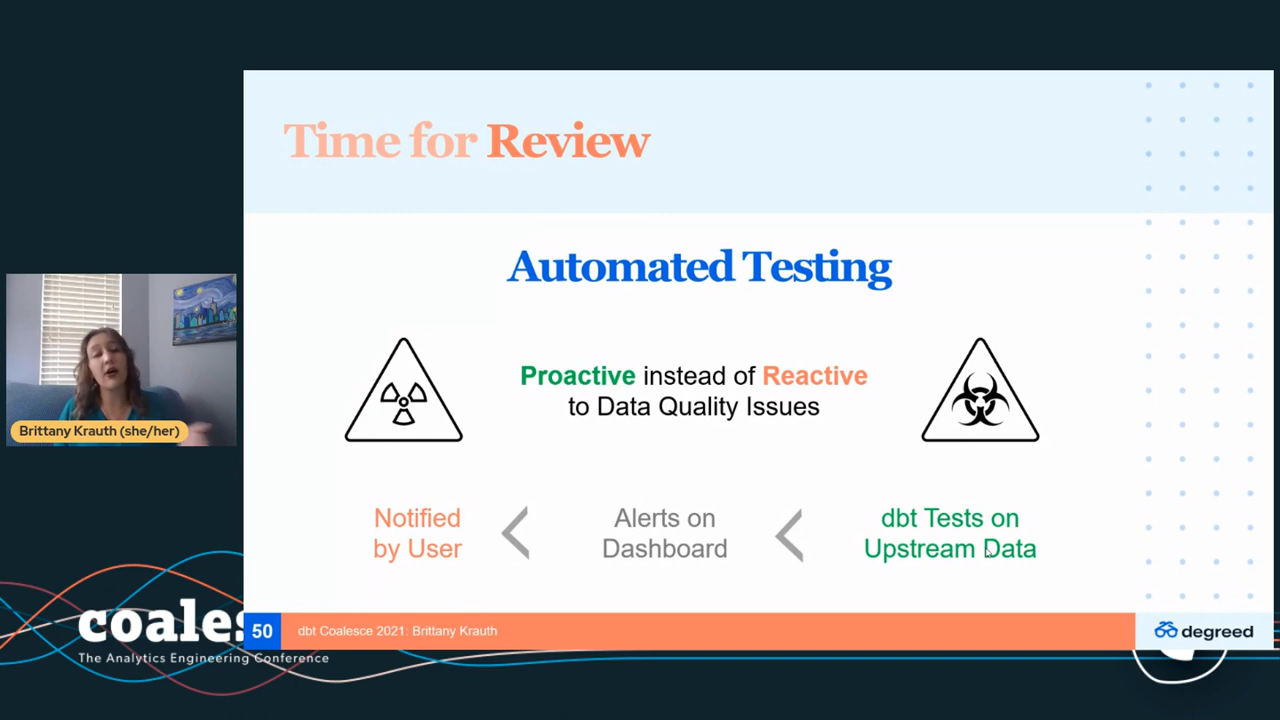 Time for Review
Automated Testing
Proactive instead of Reactive
to Data Quality Issues
Notified
by User
<
Alerts on
Dashboard
<
dbt Tests on
Upstream Data
Brittany Krauth (she/her)
coales
The Analytics Engineering Conference
50
dbt Coalesce 2021: Brittany Krauth
degreed